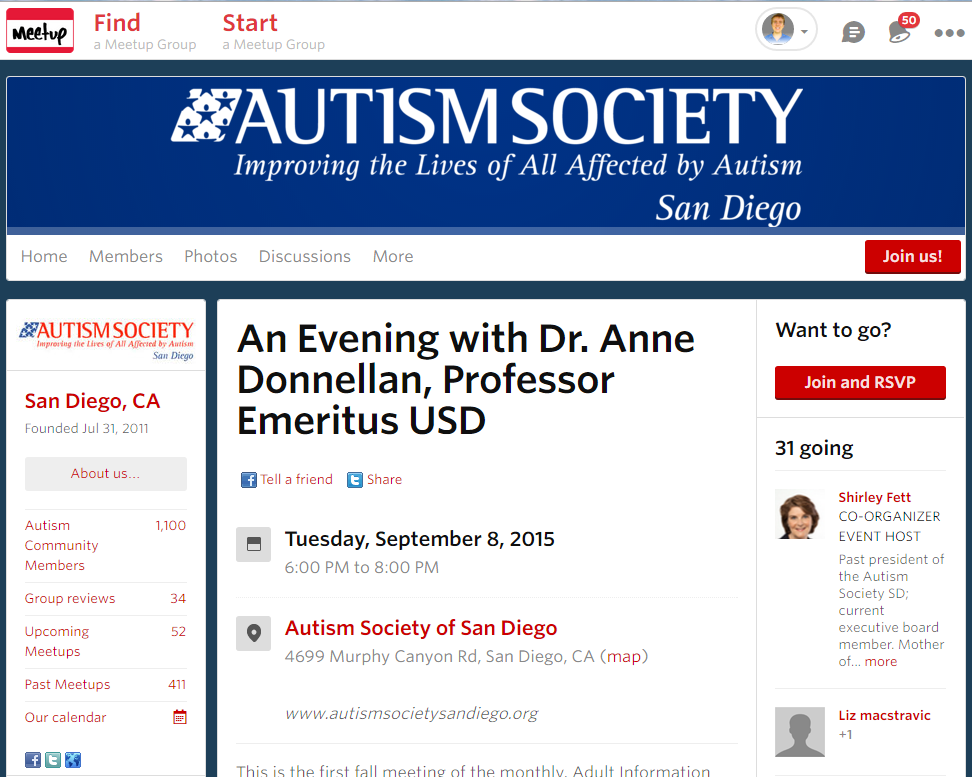 meetup
Find
a Meetup Group
Start
a Meetup Group
50
AUTISM SOCIETY
Improving the Lives of All Affected by Autism
San Diego
Home Members Photos Discussions More
Join us!
AUTISM SOCIETY
Improving the Lives of All Affected by Autism
San Diego
San Diego, CA
Founded Jul 31, 2011
About us...
Autism 1,100
Community
Members
Group reviews 34
Upcoming 52
Meetups
Past Meetups 411
Our calendar
An Evening with Dr. Anne
Donnellan, Professor
Emeritus USD
Tell a friend Share
Tuesday, September 8, 2015
6:00 PM to 8:00 PM
Autism Society of San Diego
4699 Murphy Canyon Rd, San Diego, CA (map)
www.autismsocietysandiego.org
This is the first fall meeting of the monthly, Adult Information
Want to go?
Join and RSVP
31 going
Shirley Fett
CO-ORGANIZER
EVENT HOST
Past president of
the Autism
Society SD;
current
executive board
member. Mother
of... more
Liz macstravic
+1